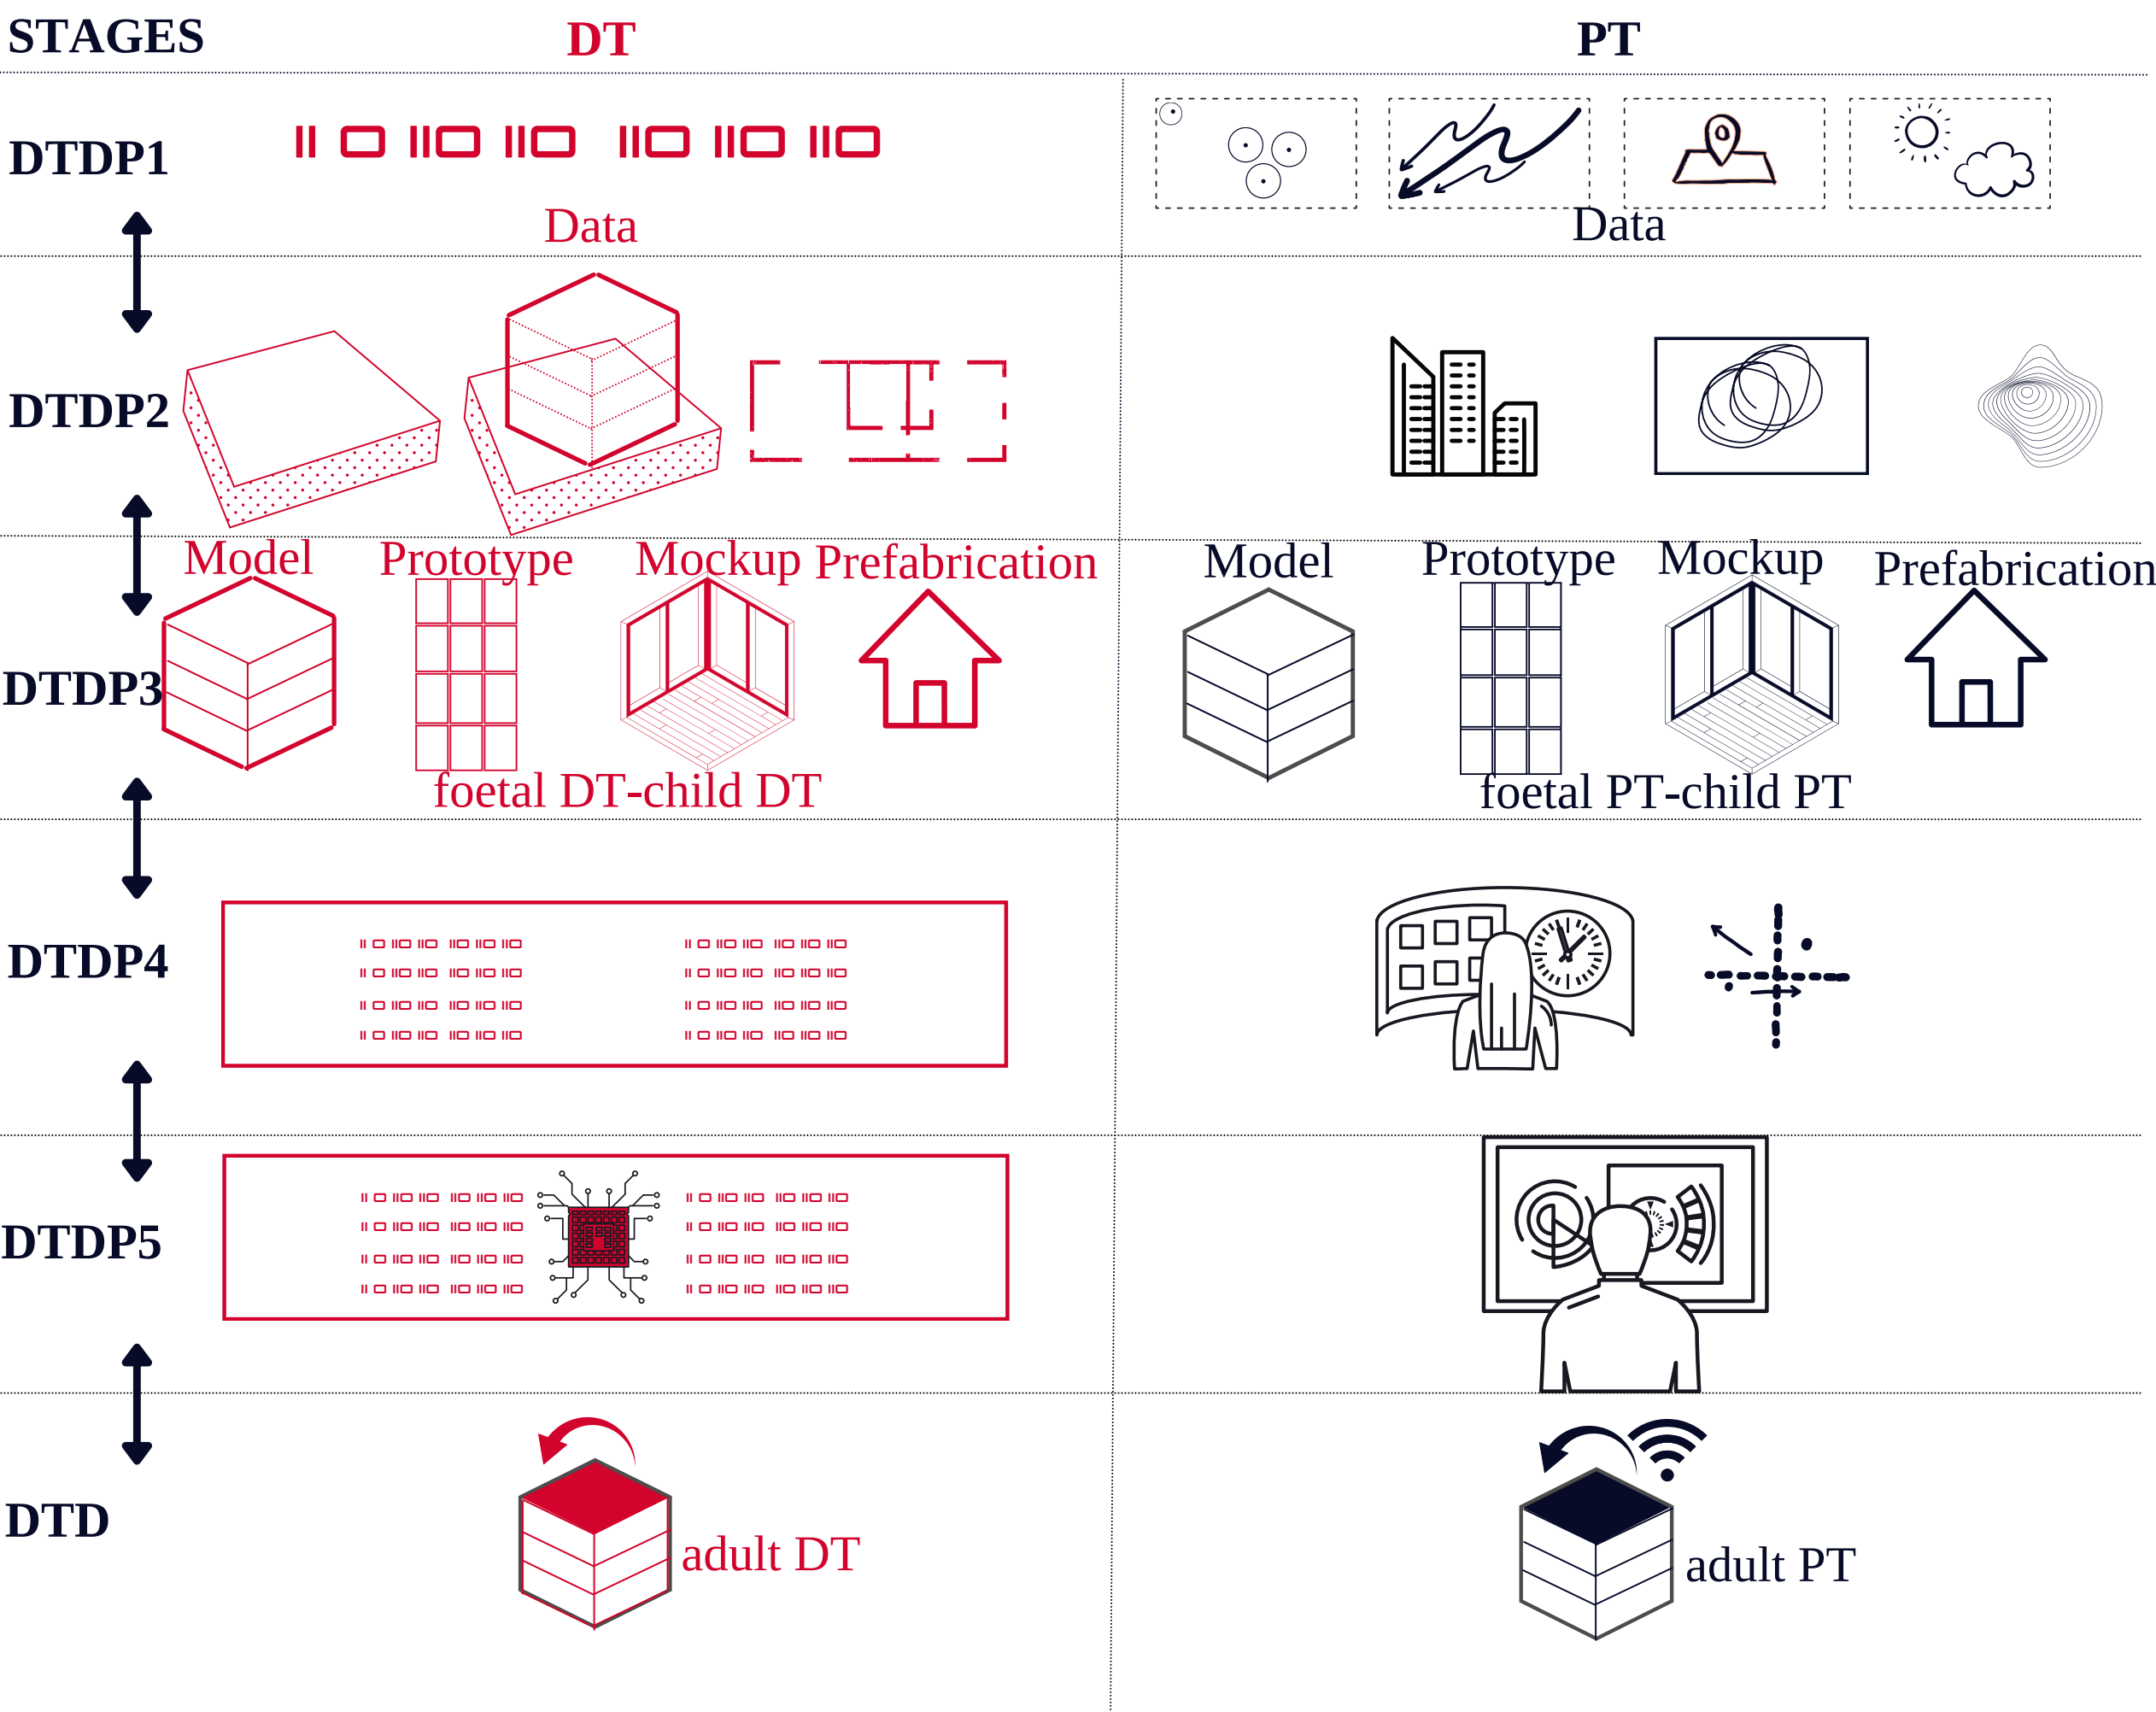 STAGES DT PT
DTDP1
Data Data
DTDP2
Model Prototype Mockup Prefabrication Model Prototype Mockup Prefabrication
DTDP3
foetal DT-child DT foetal PT-child PT
DTDP4
DTDP5
DTD
adult DT adult PT